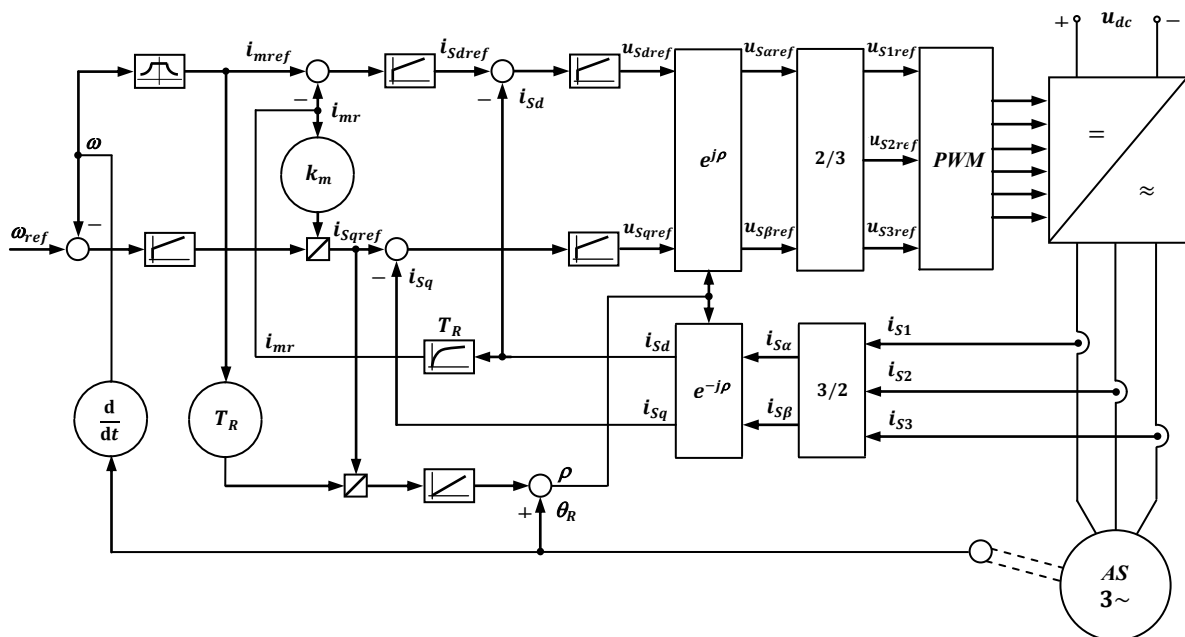 + u_dc −
i_mref
i_Sdref
u_Sdref
u_Sαref
u_S1ref
−
i_mr
−
i_Sd
ω
k_m
e^jρ
2/3
u_S2ref
PWM
=
≈
ω_ref
−
i_Sqref
−
i_Sq
u_Sqref
u_Sβref
u_S3ref
i_mr
T_R
i_Sd
i_Sα
i_S1
e^−jρ
3/2
i_S2
d/dt
T_R
i_Sq
i_Sβ
i_S3
ρ
+
θ_R
AS
3~